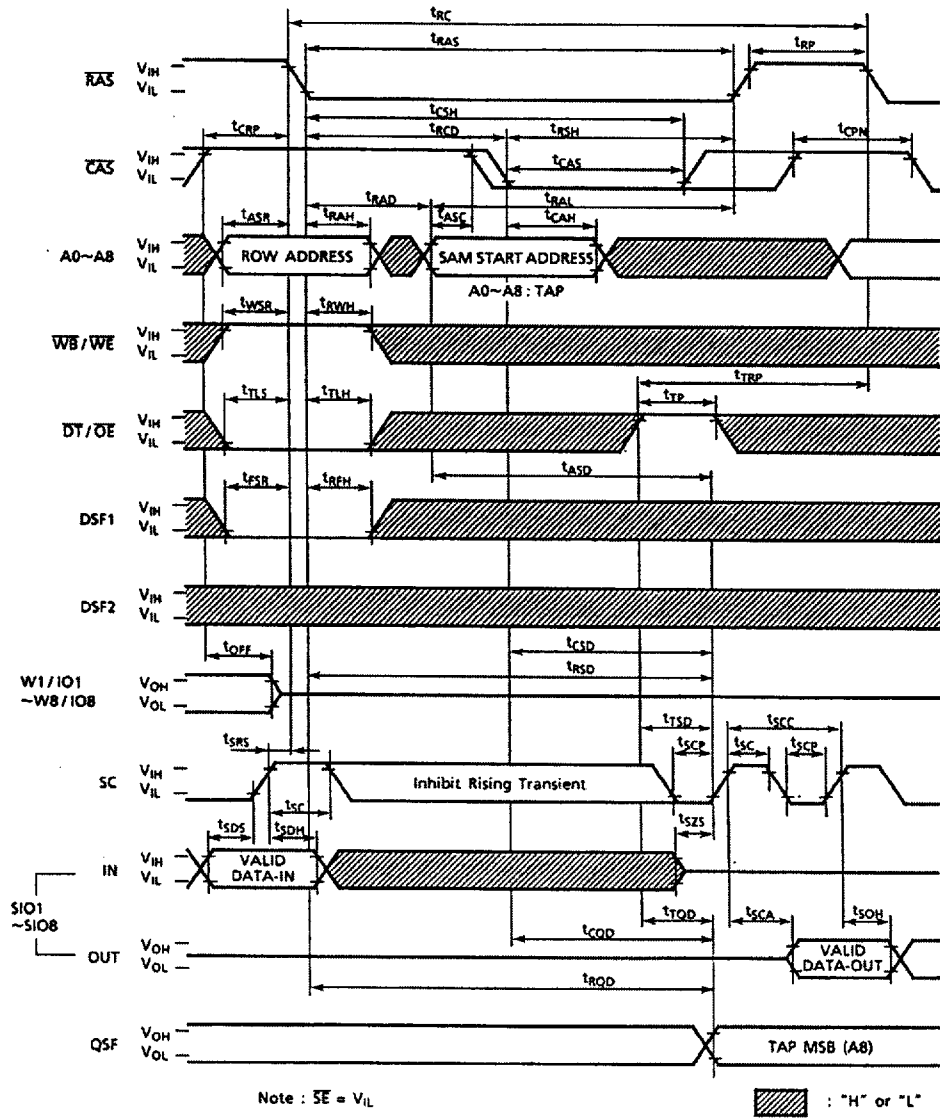 tRC
tRAS
tRP
RAS
VIH
VIL
tCSH
tCRP
tRCD
tRSH
tCPN
CAS
VIH
VIL
tCAS
tRAD
tRAL
tASR
tRAH
tASC
tCAH
A0~A8
VIH
VIL
ROW ADDRESS
SAM START ADDRESS
A0~A8 : TAP
tWSR
tRWH
WB / WE
VIH
VIL
tTRP
tTLS
tTLH
tTP
DT / OE
VIH
VIL
tASD
tFSR
tRFH
DSF1
VIH
VIL
DSF2
VIH
VIL
tCSD
tOFF
tRSD
W1 / IO1
~W8 / IO8
VOH
VOL
tTSD
tSCC
tSRS
tSCP
tSC
tSCP
SC
VIH
VIL
Inhibit Rising Transient
tSC
tSZS
tSDS
tSDH
IN
VIH
VIL
VALID
DATA-IN
SIO1
~SIO8
tTQD
tSCA
tSOH
tCQD
OUT
VOH
VOL
VALID
DATA-OUT
tRQD
QSF
VOH
VOL
TAP MSB (A8)
Note : SE = VIL
: "H" or "L"